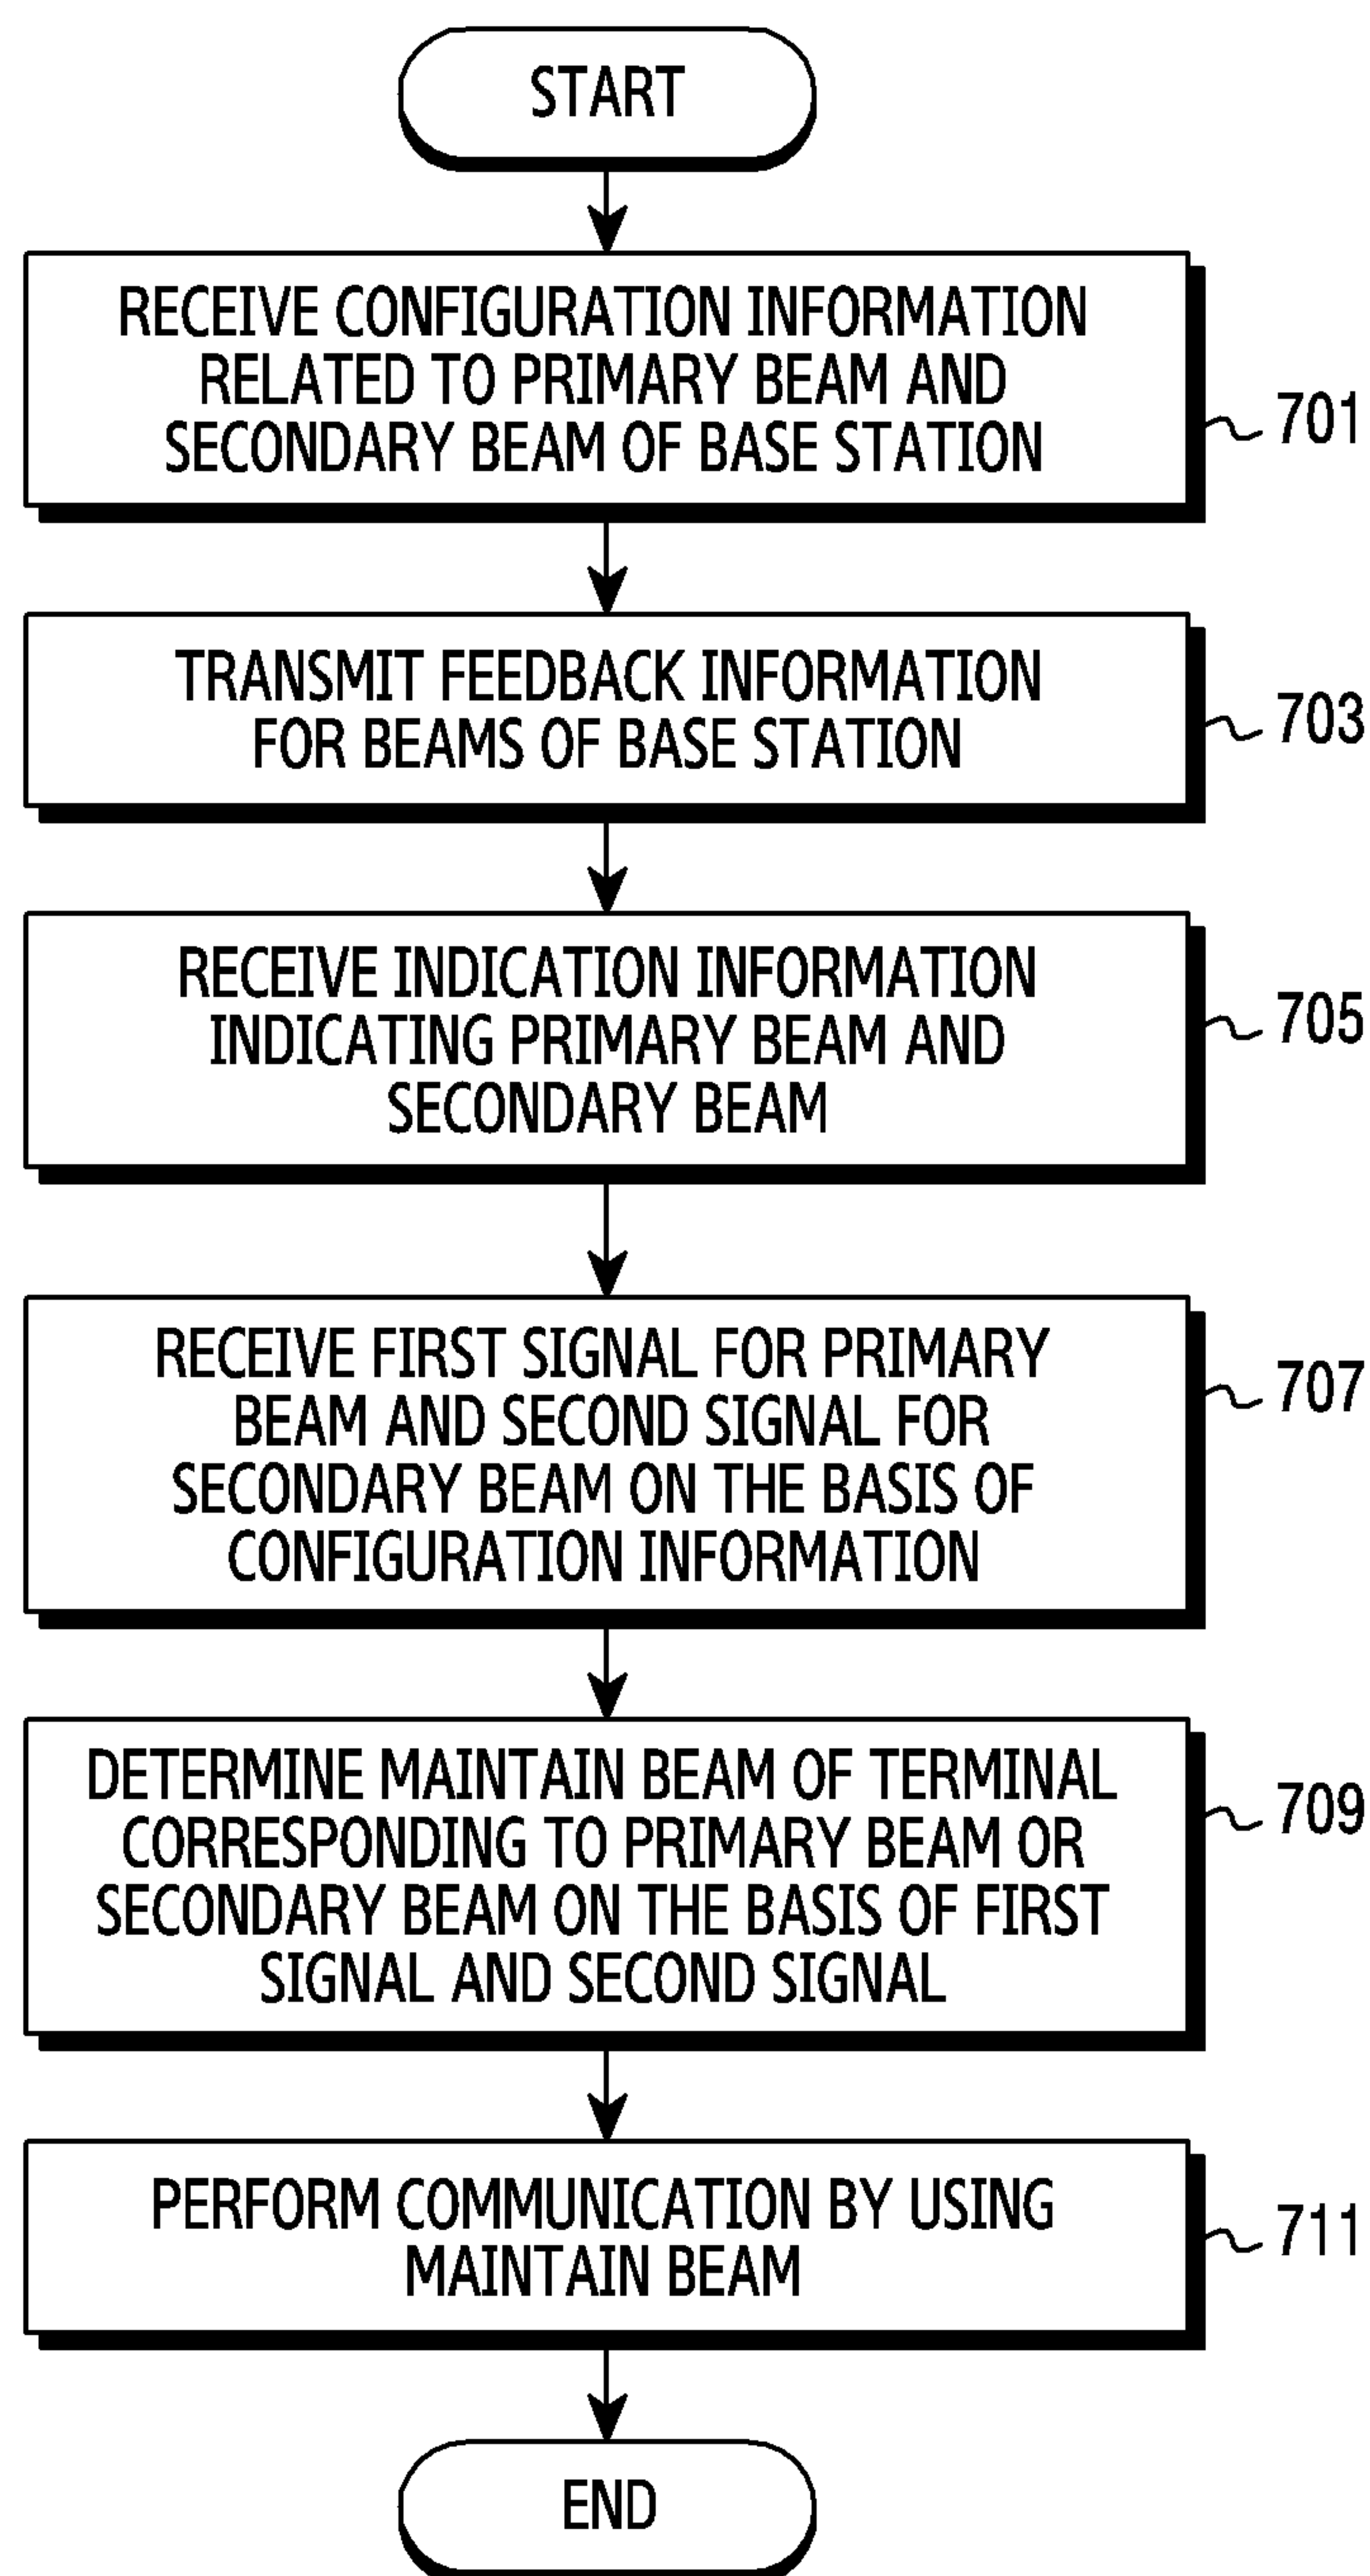 START
RECEIVE CONFIGURATION INFORMATION
RELATED TO PRIMARY BEAM AND
SECONDARY BEAM OF BASE STATION
701
TRANSMIT FEEDBACK INFORMATION
FOR BEAMS OF BASE STATION
703
RECEIVE INDICATION INFORMATION
INDICATING PRIMARY BEAM AND
SECONDARY BEAM
705
RECEIVE FIRST SIGNAL FOR PRIMARY
BEAM AND SECOND SIGNAL FOR
SECONDARY BEAM ON THE BASIS OF
CONFIGURATION INFORMATION
707
DETERMINE MAINTAIN BEAM OF TERMINAL
CORRESPONDING TO PRIMARY BEAM OR
SECONDARY BEAM ON THE BASIS OF FIRST
SIGNAL AND SECOND SIGNAL
709
PERFORM COMMUNICATION BY USING
MAINTAIN BEAM
711
END